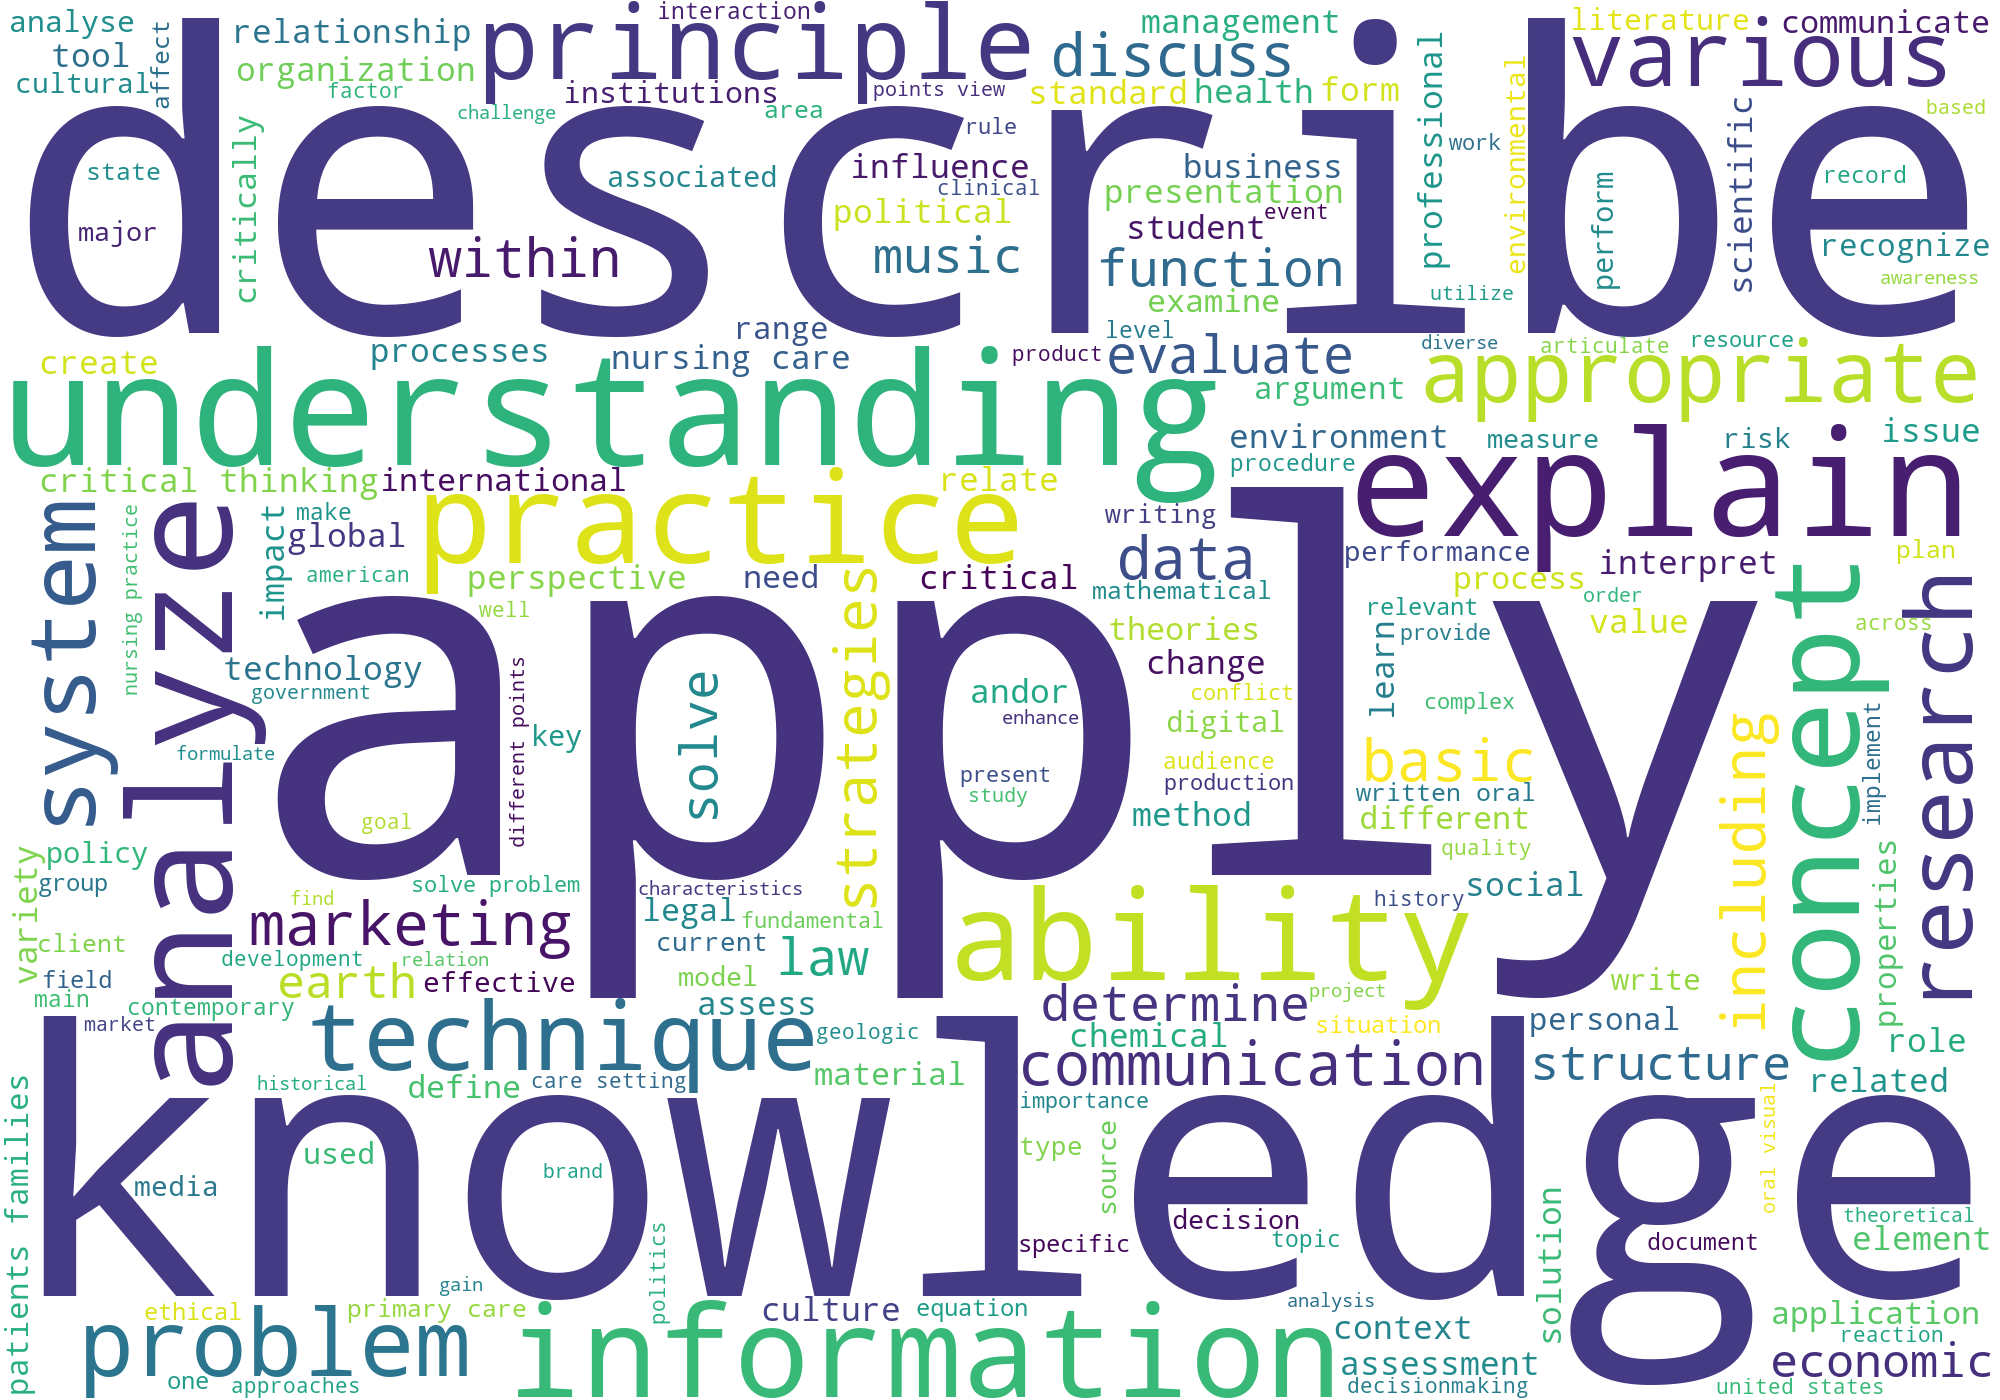 analyse
relationship
principle
interaction
management
literature
communicate
tool
affect
organization
discuss
various
cultural
factor
institutions
points view
standard
health
form
professional
environmental
based
challenge
area
describe
critically
rule
work
scientific
state
associated
influence
business
perform
record
clinical
presentation
major
political
student
event
within
music
function
recognize
awareness
examine
utilize
range
level
create
processes
nursing care
product
evaluate
diverse
articulate
resource
understanding
argument
appropriate
environment
measure
risk
issue
procedure
explain
critical thinking
international
relate
system
analyze
practice
nursing practice
impact
make
global
writing
data
performance
interpret
plan
american
perspective
need
critical
process
concept
research
well
strategies
mathematical
relevant
order
apply
theories
learn
provide
value
across
technology
solve
change
government
different points
andor
conflict
complex
enhance
digital
including
implement
key
formulate
audience
basic
present
production
study
written oral
goal
method
different
policy
quality
variety
group
solve problem
characteristics
social
find
history
ability
properties
marketing
legal
fundamental
client
current
law
development
relation
field
earth
effective
model
write
main
contemporary
assess
determine
project
market
technique
geologic
chemical
situation
personal
role
knowledge
communication
structure
historical
define
care setting
material
related
patients families
importance
oral visual
used
type
source
media
brand
specific
decision
topic
solution
document
theoretical
element
politics
gain
ethical
primary care
culture
equation
analysis
application
problem
information
context
reaction
assessment
economic
one
approaches
decisionmaking
united states